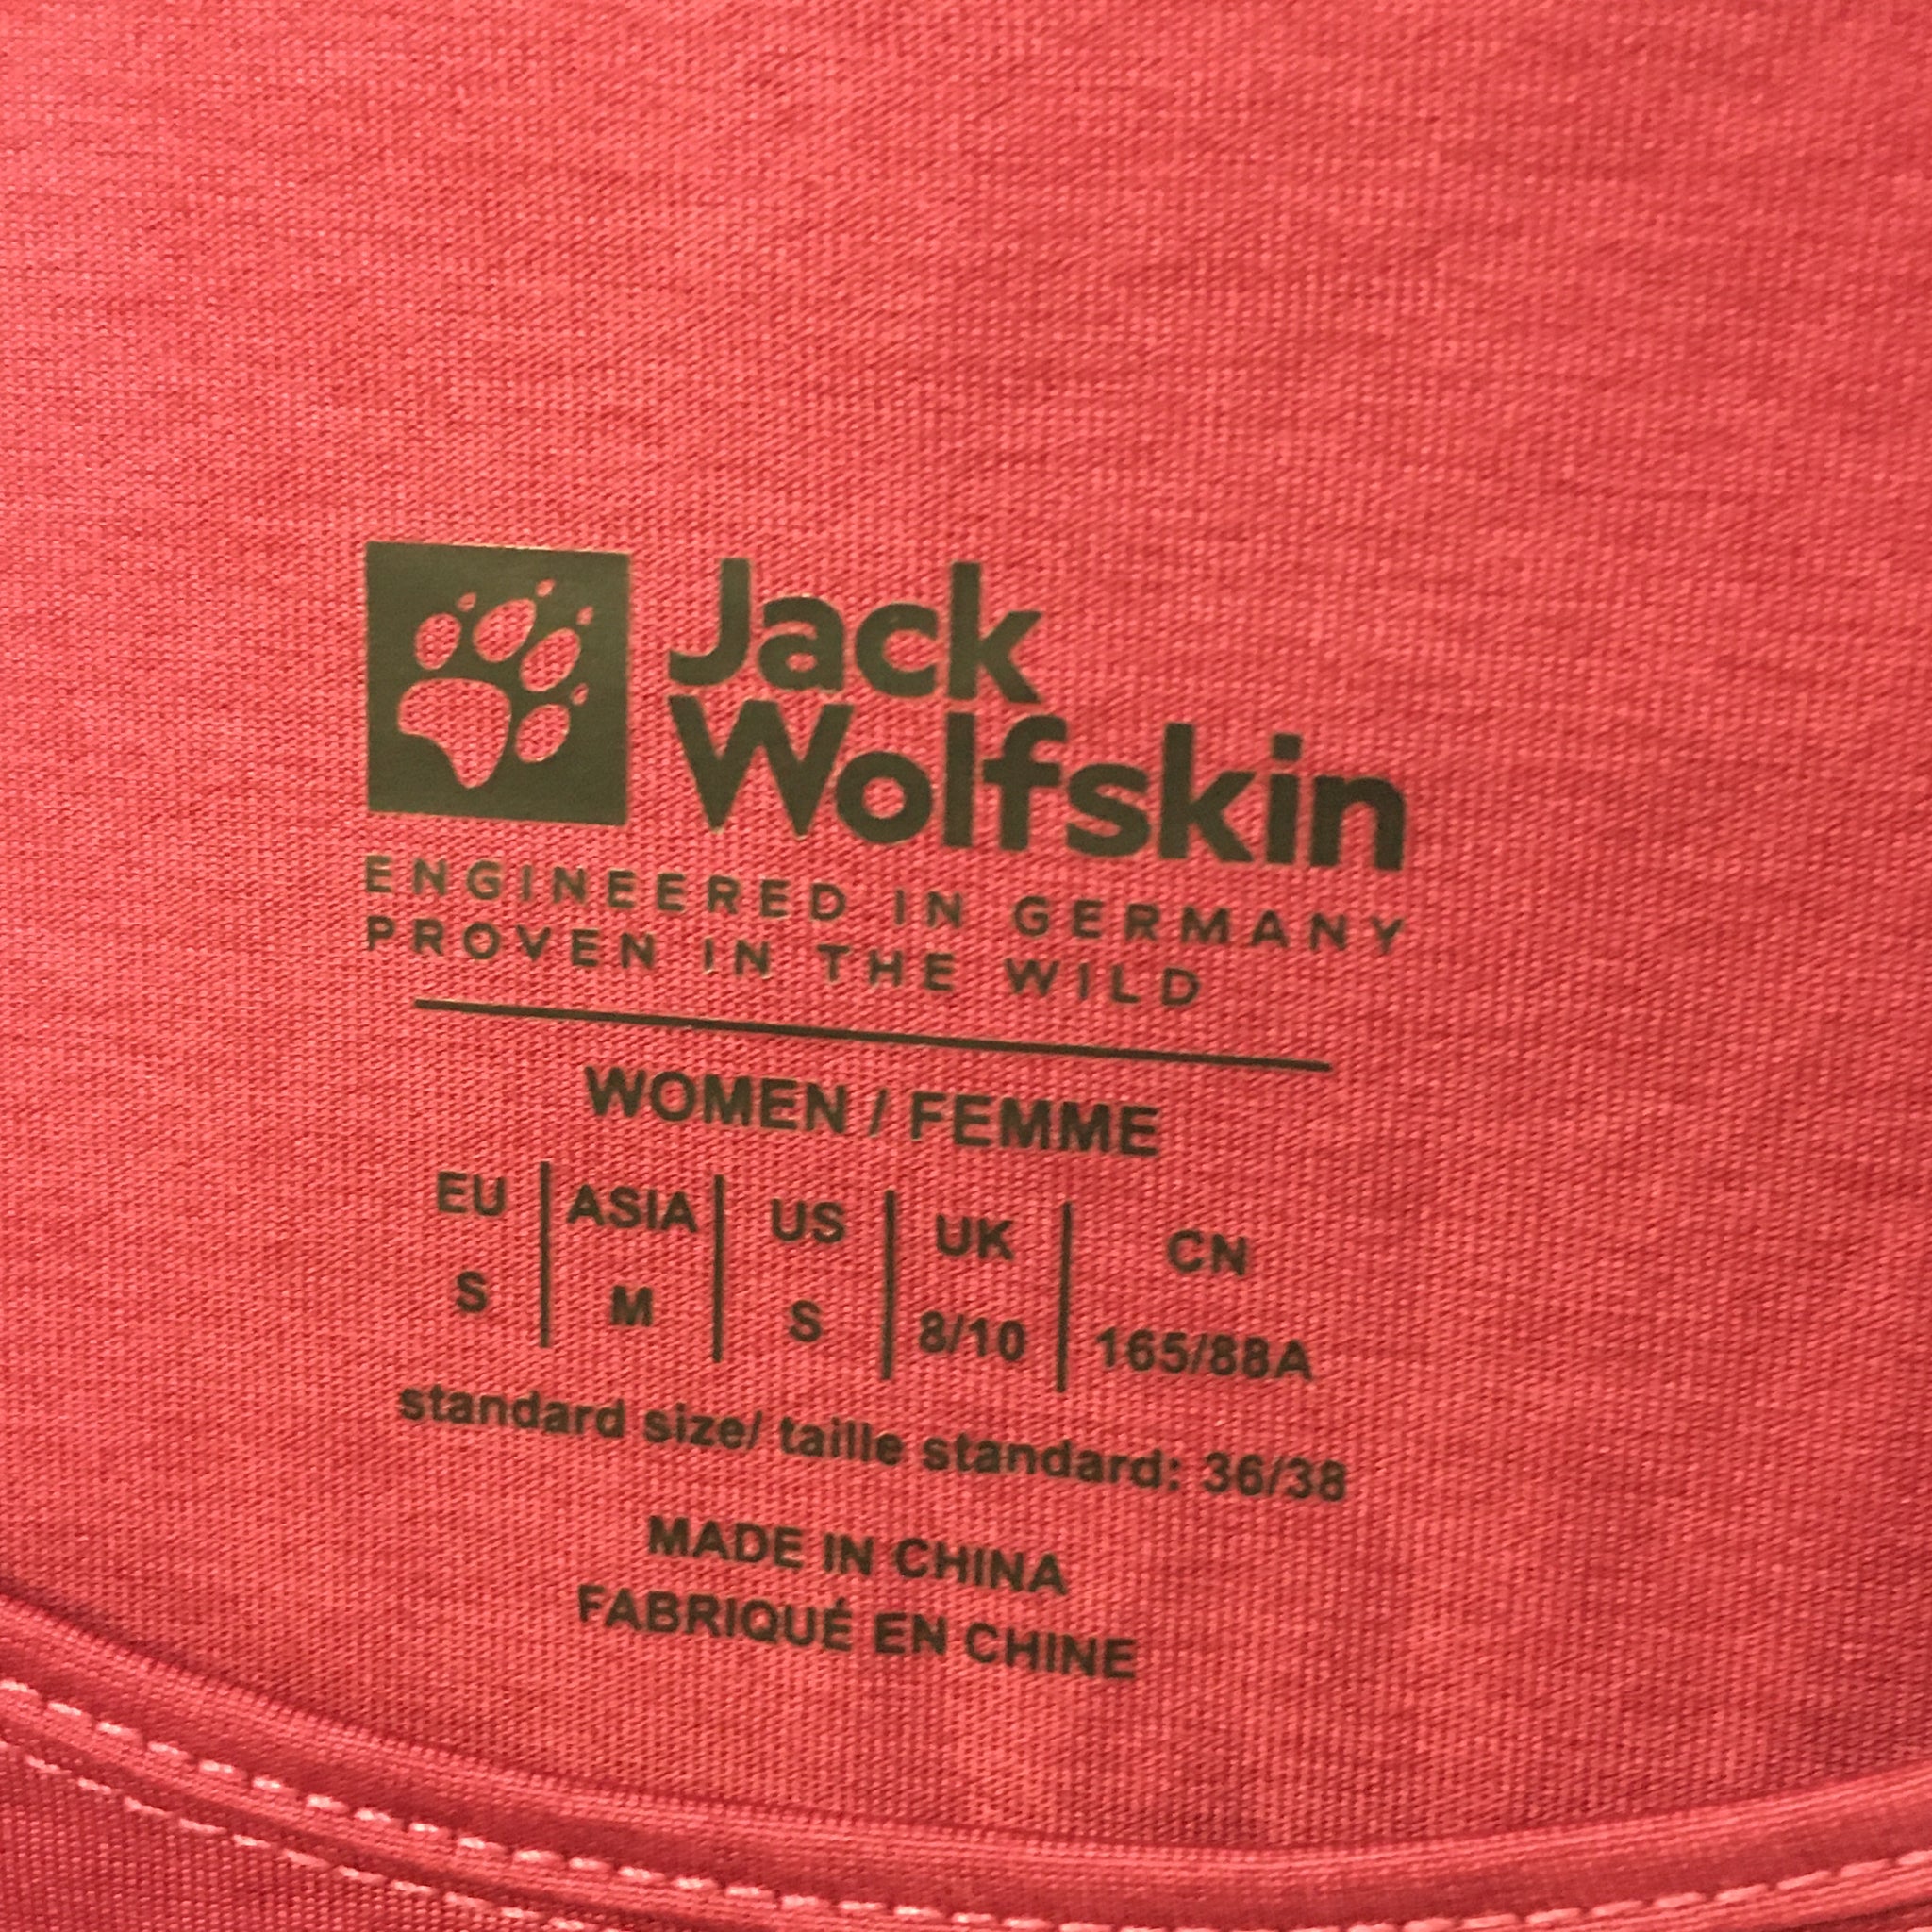 Jack
Wolfskin
ENGINEERED IN GERMANY
PROVEN IN THE WILD
WOMEN / FEMME
EU ASIA US UK CN
S M S 8/10 165/88A
standard size/ taille standard: 36/38
MADE IN CHINA
FABRIQUÉ EN CHINE